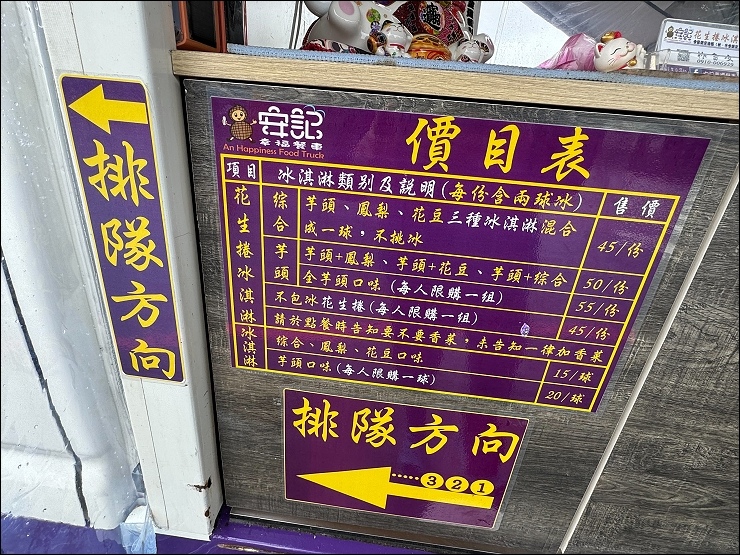 安記
花生捲冰淇淋
排隊方向
安記
幸福餐車
An Happiness Food Truck
價目表
項目 冰淇淋類別及說明(每份含兩球冰) 售價
花生捲冰淇淋
綜合 芋頭、鳳梨、花豆三種冰淇淋混合成一球,不挑冰 45/份
芋頭 芋頭+鳳梨、芋頭+花豆、芋頭+綜合 50/份
全芋頭口味(每人限購一組) 55/份
不包冰花生捲(每人限購一組) 45/份
請於點餐時告知要不要香菜,未告知一律加香菜
冰淇淋 綜合、鳳梨、花豆口味 15/球
芋頭口味(每人限購一球) 20/球
排隊方向
……3 2 1